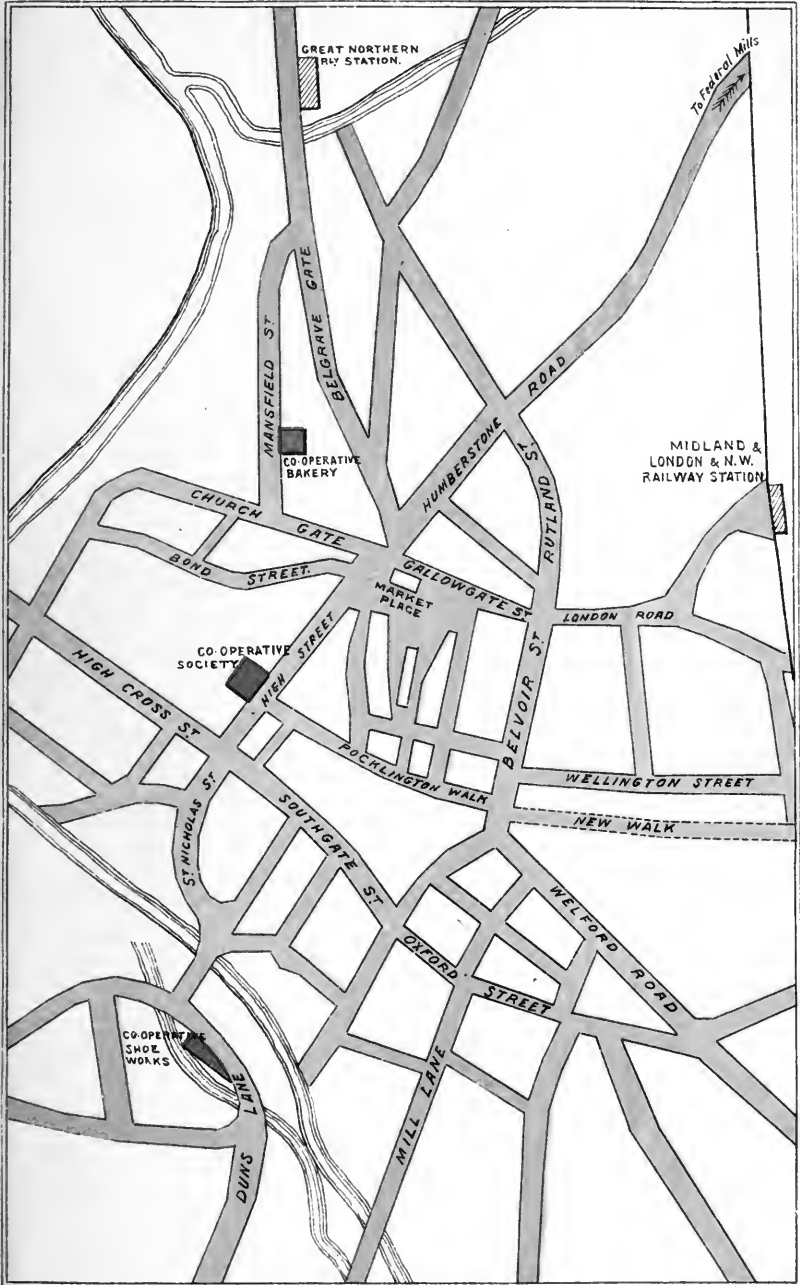 GREAT NORTHERN
RLY STATION.
To Federal Mills
BELGRAVE GATE
MANSFIELD ST
HUMBERSTONE ROAD
CO-OPERATIVE
BAKERY
RUTLAND ST.
MIDLAND &
LONDON & N.W.
RAILWAY STATION
CHURCH GATE
BOND STREET.
GALLOWGATE ST
MARKET
PLACE
LONDON ROAD
CO-OPERATIVE
SOCIETY
HIGH STREET
HIGH CROSS ST
BELVOIR ST
POCKLINGTON WALK
WELLINGTON STREET
NEW WALK
ST NICHOLAS ST
SOUTHGATE ST
WELFORD ROAD
OXFORD STREET
CO-OPERATIVE
SHOE
WORKS
DUNS LANE
MILL LANE